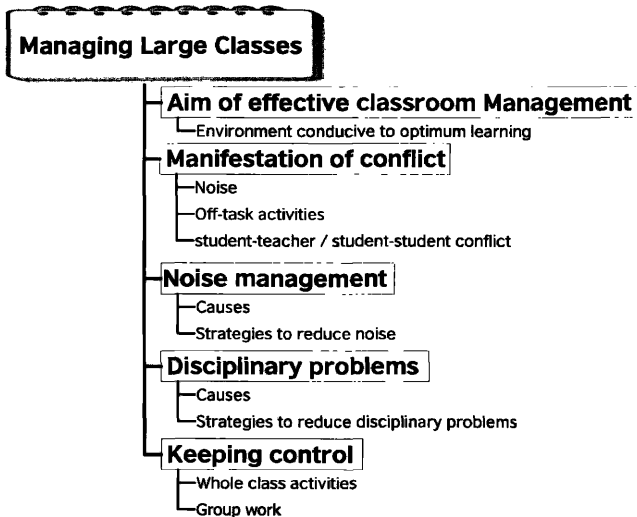 Managing Large Classes
Aim of effective classroom Management
Environment conducive to optimum learning
Manifestation of conflict
Noise
Off-task activities
student-teacher / student-student conflict
Noise management
Causes
Strategies to reduce noise
Disciplinary problems
Causes
Strategies to reduce disciplinary problems
Keeping control
Whole class activities
Group work